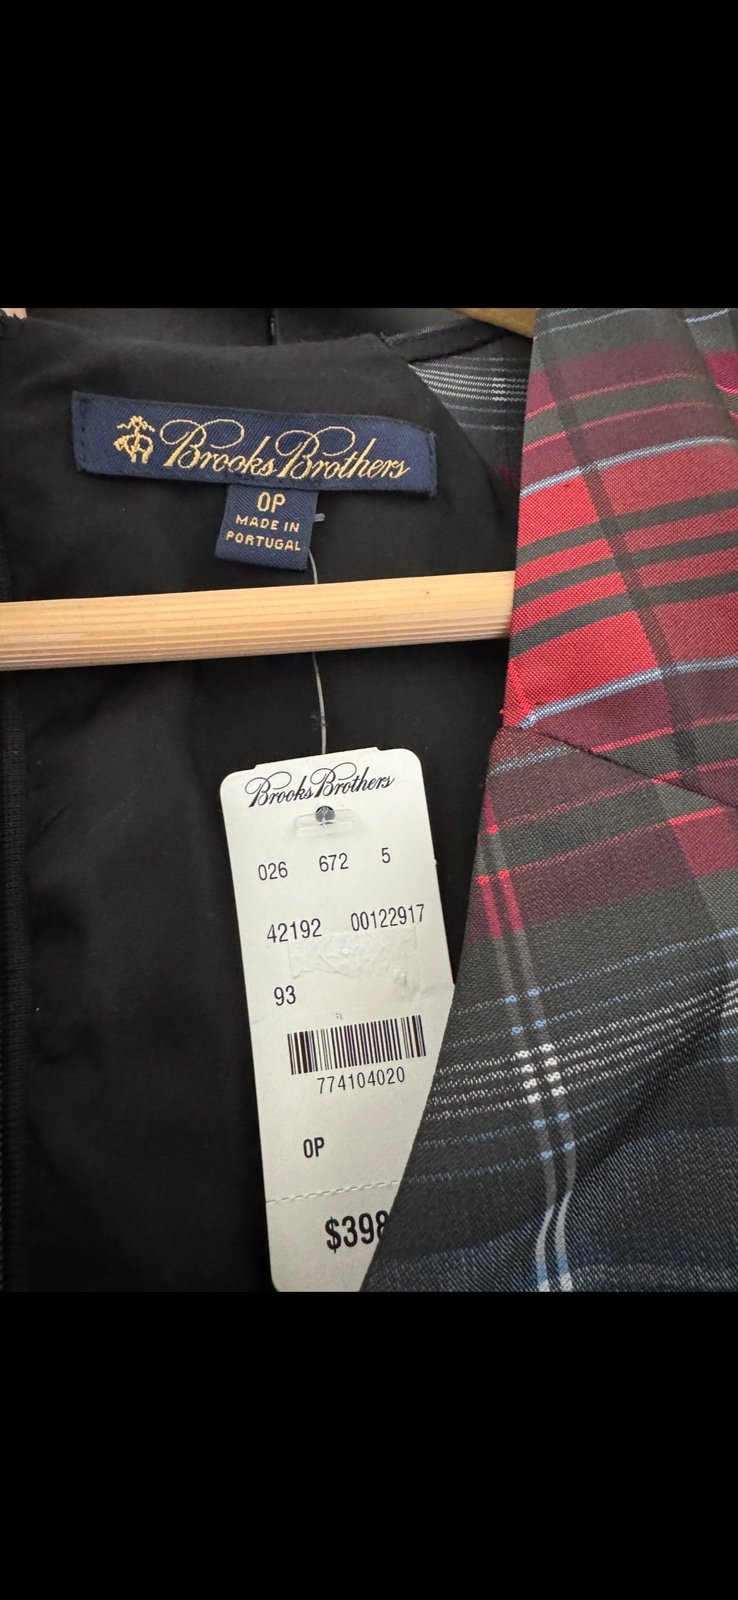 Brooks Brothers
0P
MADE IN
PORTUGAL
Brooks Brothers
026 672 5
42192 00122917
93
774104020
0P
$398